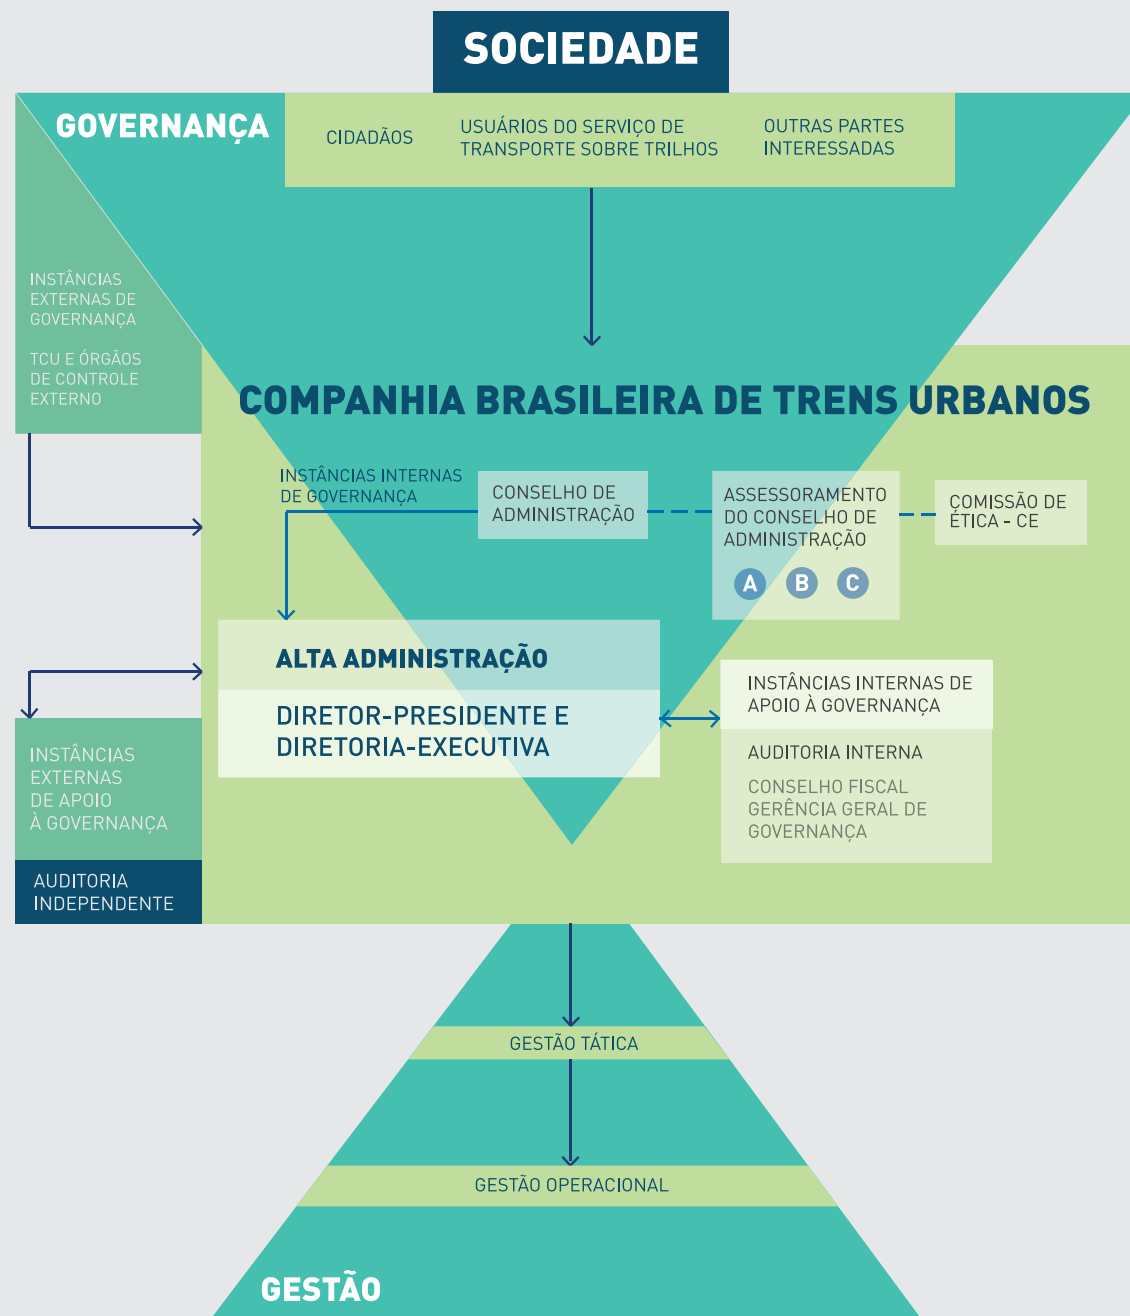 SOCIEDADE
GOVERNANÇA
CIDADÃOS
USUÁRIOS DO SERVIÇO DE
TRANSPORTE SOBRE TRILHOS
OUTRAS PARTES
INTERESSADAS
INSTÂNCIAS
EXTERNAS DE
GOVERNANÇA
TCU E ÓRGÃOS
DE CONTROLE
EXTERNO
COMPANHIA BRASILEIRA DE TRENS URBANOS
INSTÂNCIAS INTERNAS
DE GOVERNANÇA
CONSELHO DE
ADMINISTRAÇÃO
ASSESSORAMENTO
DO CONSELHO DE
ADMINISTRAÇÃO
A B C
COMISSÃO DE
ÉTICA - CE
ALTA ADMINISTRAÇÃO
DIRETOR-PRESIDENTE E
DIRETORIA-EXECUTIVA
INSTÂNCIAS INTERNAS DE
APOIO À GOVERNANÇA
AUDITORIA INTERNA
CONSELHO FISCAL
GERÊNCIA GERAL DE
GOVERNANÇA
INSTÂNCIAS
EXTERNAS
DE APOIO
À GOVERNANÇA
AUDITORIA
INDEPENDENTE
GESTÃO TÁTICA
GESTÃO OPERACIONAL
GESTÃO